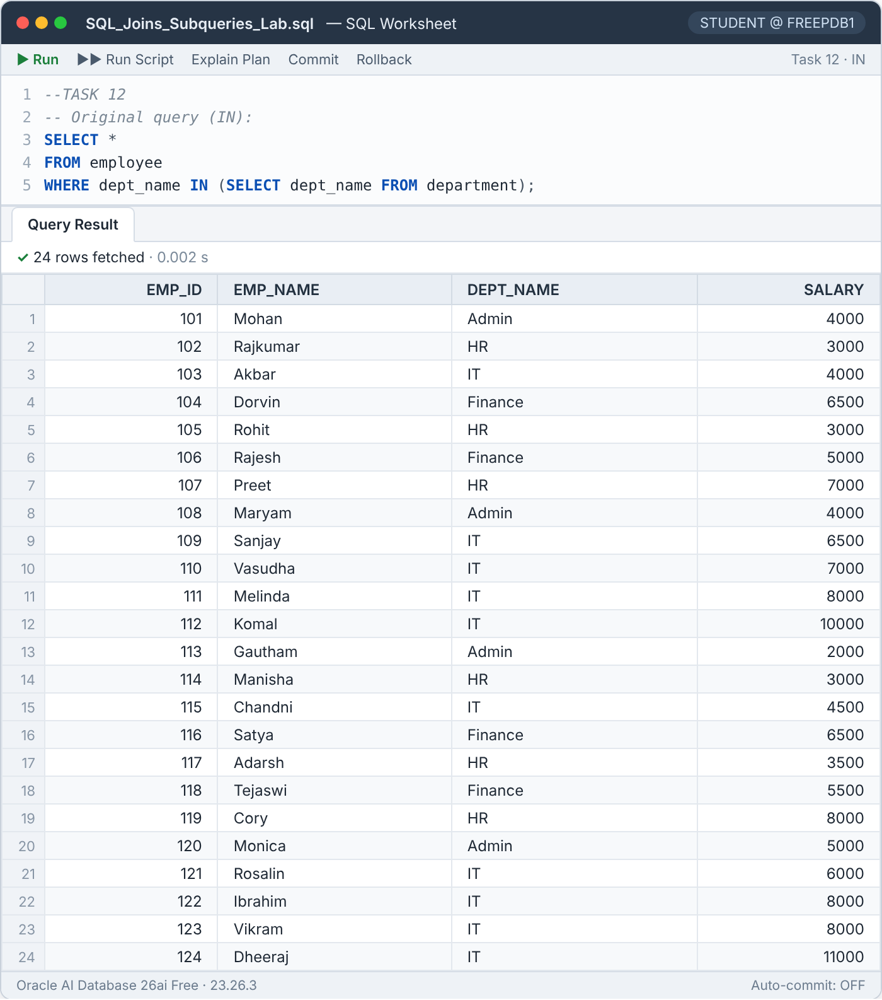 SQL_Joins_Subqueries_Lab.sql — SQL Worksheet STUDENT @ FREEPDB1
Run Run Script Explain Plan Commit Rollback Task 12 · IN
1 --TASK 12
2 -- Original query (IN):
3 SELECT *
4 FROM employee
5 WHERE dept_name IN (SELECT dept_name FROM department);
Query Result
✓ 24 rows fetched · 0.002 s
EMP_ID EMP_NAME DEPT_NAME SALARY
1 101 Mohan Admin 4000
2 102 Rajkumar HR 3000
3 103 Akbar IT 4000
4 104 Dorvin Finance 6500
5 105 Rohit HR 3000
6 106 Rajesh Finance 5000
7 107 Preet HR 7000
8 108 Maryam Admin 4000
9 109 Sanjay IT 6500
10 110 Vasudha IT 7000
11 111 Melinda IT 8000
12 112 Komal IT 10000
13 113 Gautham Admin 2000
14 114 Manisha HR 3000
15 115 Chandni IT 4500
16 116 Satya Finance 6500
17 117 Adarsh HR 3500
18 118 Tejaswi Finance 5500
19 119 Cory HR 8000
20 120 Monica Admin 5000
21 121 Rosalin IT 6000
22 122 Ibrahim IT 8000
23 123 Vikram IT 8000
24 124 Dheeraj IT 11000
Oracle AI Database 26ai Free · 23.26.3 Auto-commit: OFF